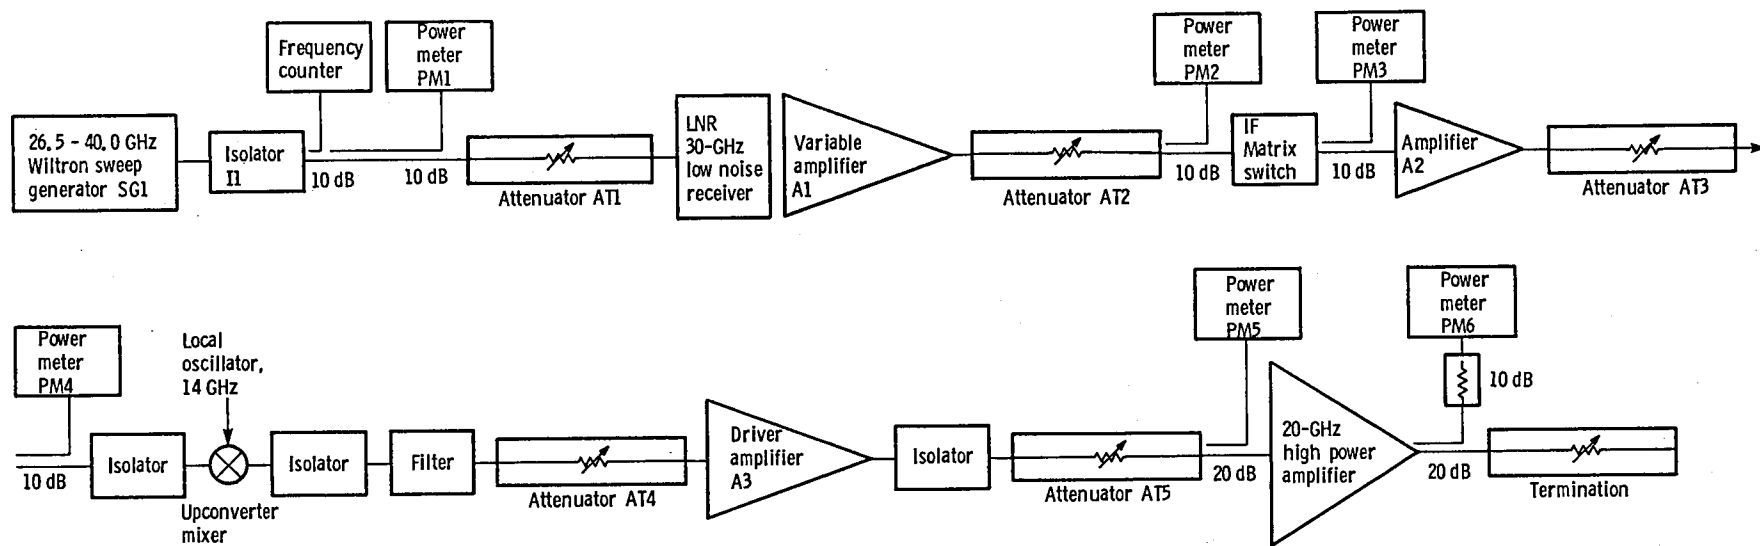 Frequency
counter
Power
meter
PM1
Power
meter
PM2
Power
meter
PM3
26.5 - 40.0 GHz
Wiltron sweep
generator SG1
Isolator
I1
10 dB
10 dB
Attenuator AT1
LNR
30-GHz
low noise
receiver
Variable
amplifier
A1
Attenuator AT2
10 dB
IF
Matrix
switch
10 dB
Amplifier
A2
Attenuator AT3
Power
meter
PM4
10 dB
Local
oscillator,
14 GHz
Isolator
Upconverter
mixer
Isolator
Filter
Attenuator AT4
Driver
amplifier
A3
Isolator
Attenuator AT5
Power
meter
PM5
20 dB
20-GHz
high power
amplifier
Power
meter
PM6
10 dB
20 dB
Termination